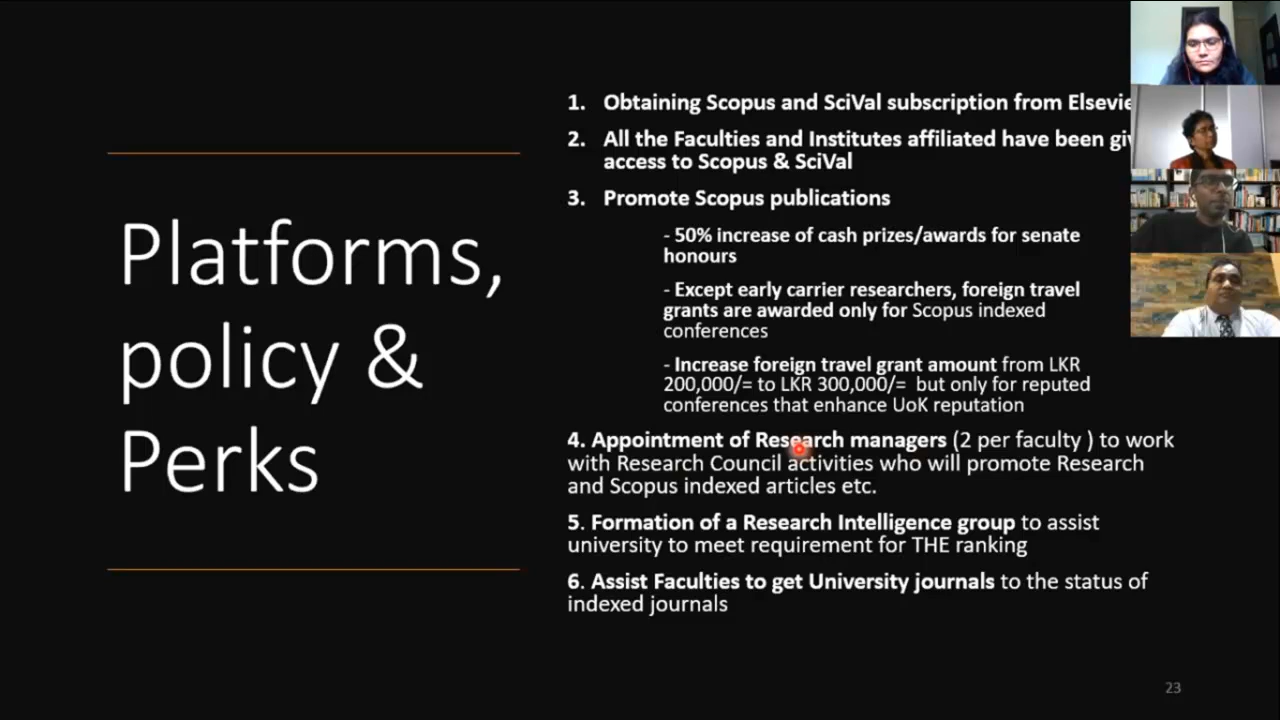 Platforms,
policy &
Perks
1. Obtaining Scopus and SciVal subscription from Elsevie
2. All the Faculties and Institutes affiliated have been giv
access to Scopus & SciVal
3. Promote Scopus publications
- 50% increase of cash prizes/awards for senate
honours
- Except early carrier researchers, foreign travel
grants are awarded only for Scopus indexed
conferences
- Increase foreign travel grant amount from LKR
200,000/= to LKR 300,000/= but only for reputed
conferences that enhance UoK reputation
4. Appointment of Research managers (2 per faculty ) to work
with Research Council activities who will promote Research
and Scopus indexed articles etc.
5. Formation of a Research Intelligence group to assist
university to meet requirement for THE ranking
6. Assist Faculties to get University journals to the status of
indexed journals
23